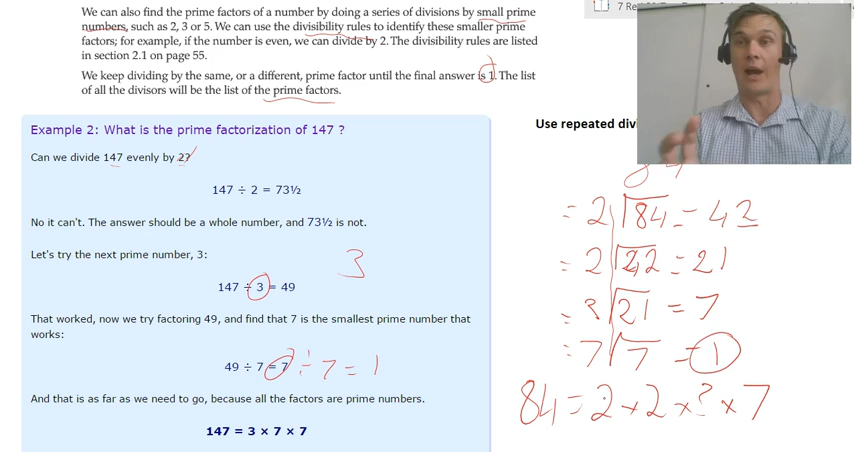 We can also find the prime factors of a number by doing a series of divisions by small prime
numbers, such as 2, 3 or 5. We can use the divisibility rules to identify these smaller prime
factors; for example, if the number is even, we can divide by 2. The divisibility rules are listed
in section 2.1 on page 55.
We keep dividing by the same, or a different, prime factor until the final answer is 1. The list
of all the divisors will be the list of the prime factors.
Example 2: What is the prime factorization of 147 ?
Can we divide 147 evenly by 2?
147 ÷ 2 = 73½
No it can't. The answer should be a whole number, and 73½ is not.
Let's try the next prime number, 3:
3
147 ÷ 3 = 49
That worked, now we try factoring 49, and find that 7 is the smallest prime number that
works:
49 ÷ 7 = 7 ÷ 7 = 1
And that is as far as we need to go, because all the factors are prime numbers.
147 = 3 × 7 × 7
7 Re
Use repeated
= 2 84 = 42
= 2 42 = 21
= 3 21 = 7
= 7 7 = 1
84 = 2 × 2 × 3 × 7